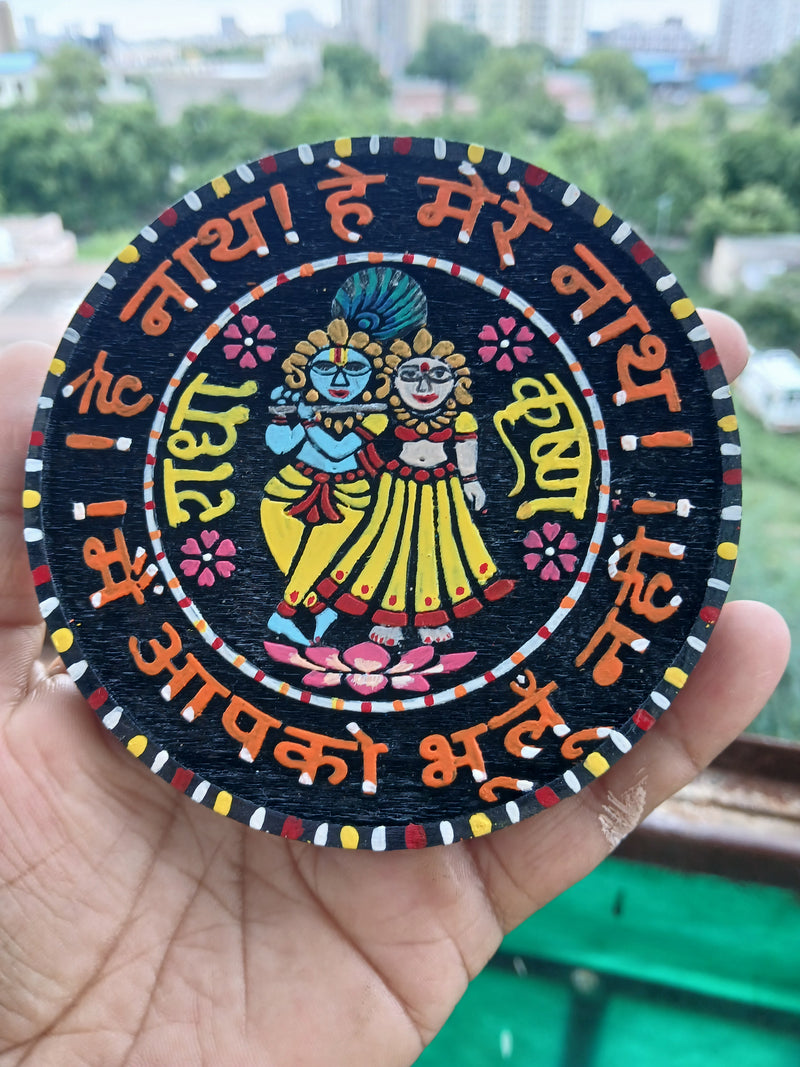 ! हे नाथ! हे मेरे नाथ !
! मैं आपको भूलूँ नहीं !
राधा
कृष्ण